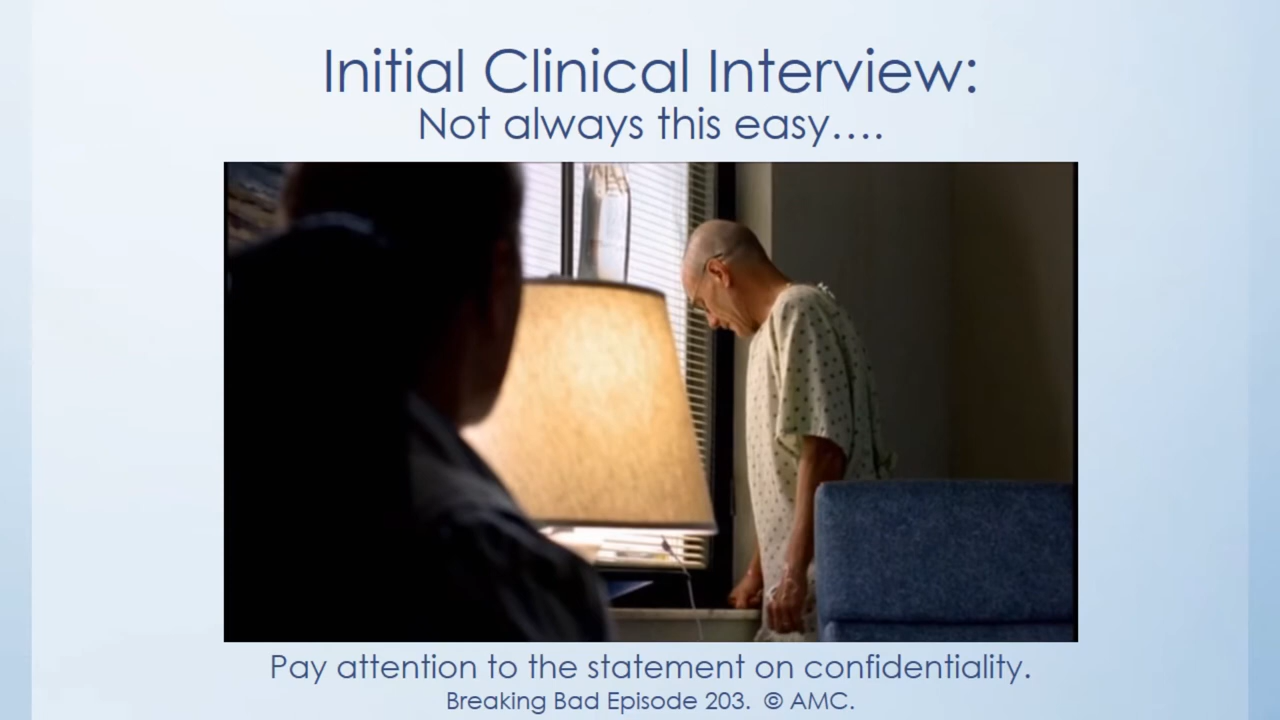 Initial Clinical Interview:
Not always this easy….
Pay attention to the statement on confidentiality.
Breaking Bad Episode 203. © AMC.